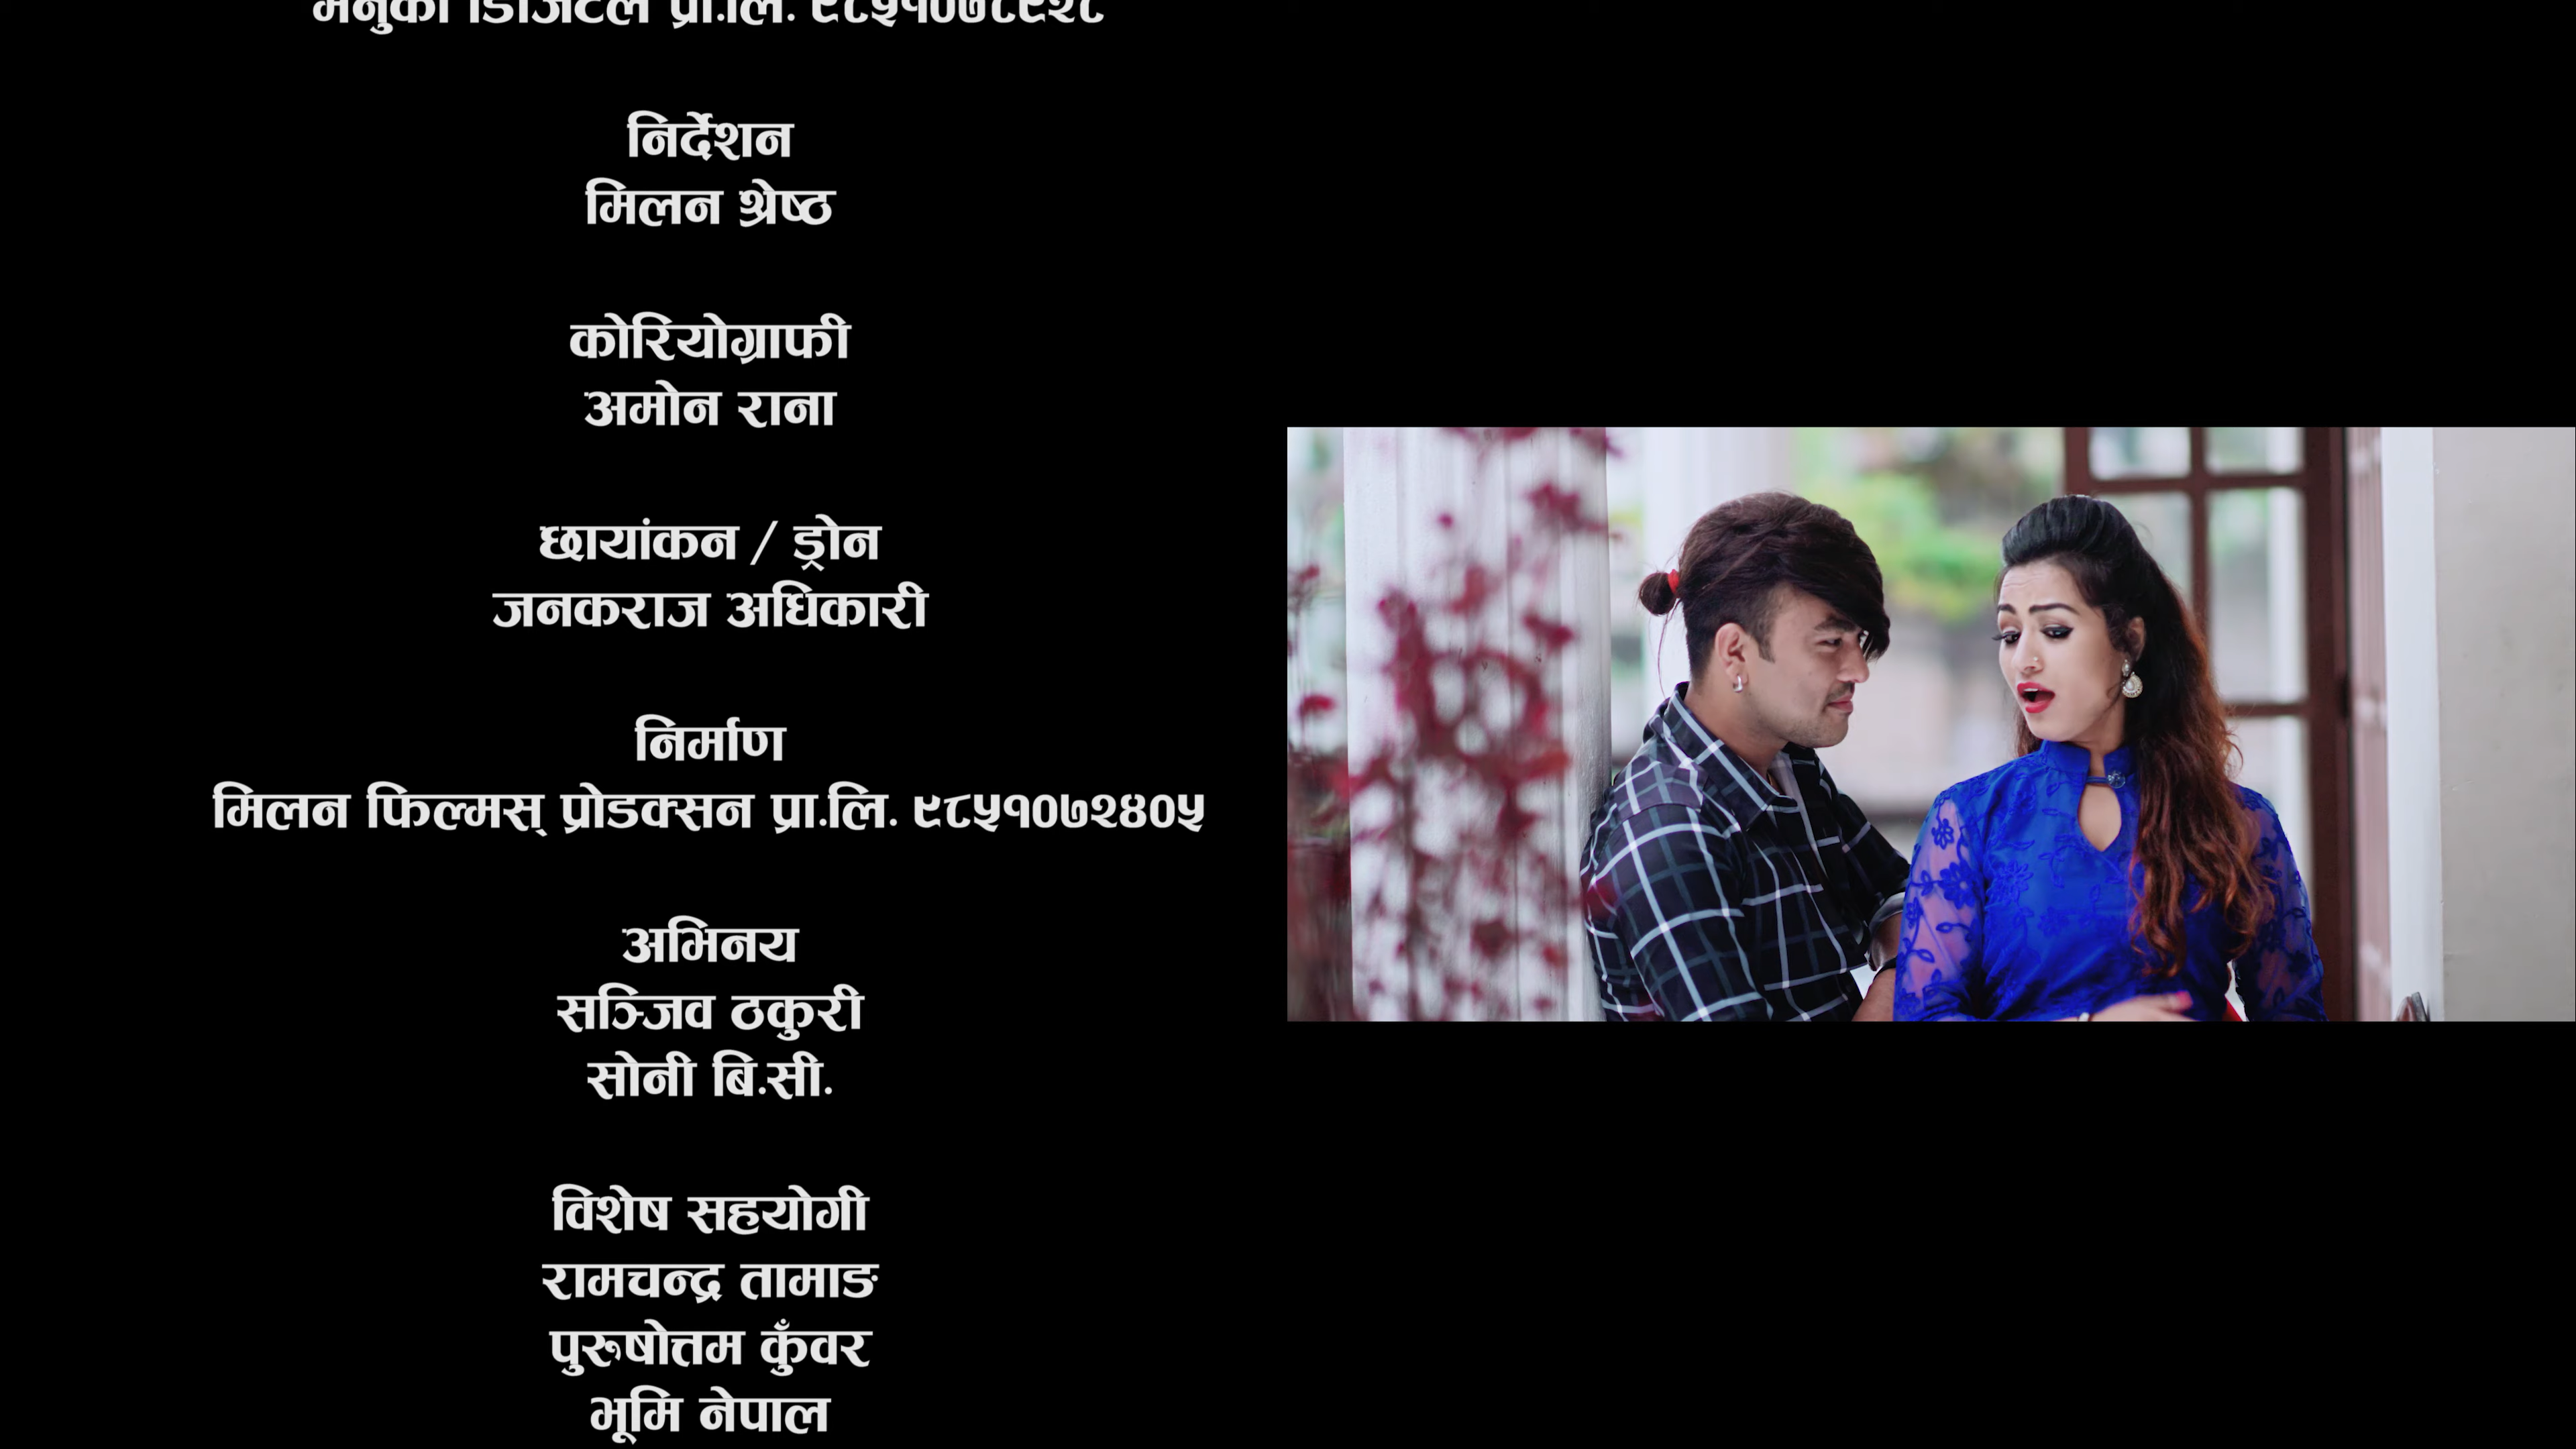 डिजिटल प्रा.लि.
निर्देशन
मिलन श्रेष्ठ
कोरियोग्राफी
अमोन राना
छायांकन / ड्रोन
जनकराज अधिकारी
निर्माण
मिलन फिल्मस् प्रोडक्सन प्रा.लि. ९८५१०७२४०५
अभिनय
सञ्जिव ठकुरी
सोनी बि.सी.
विशेष सहयोगी
रामचन्द्र तामाङ
पुरुषोत्तम कुँवर
भूमि नेपाल